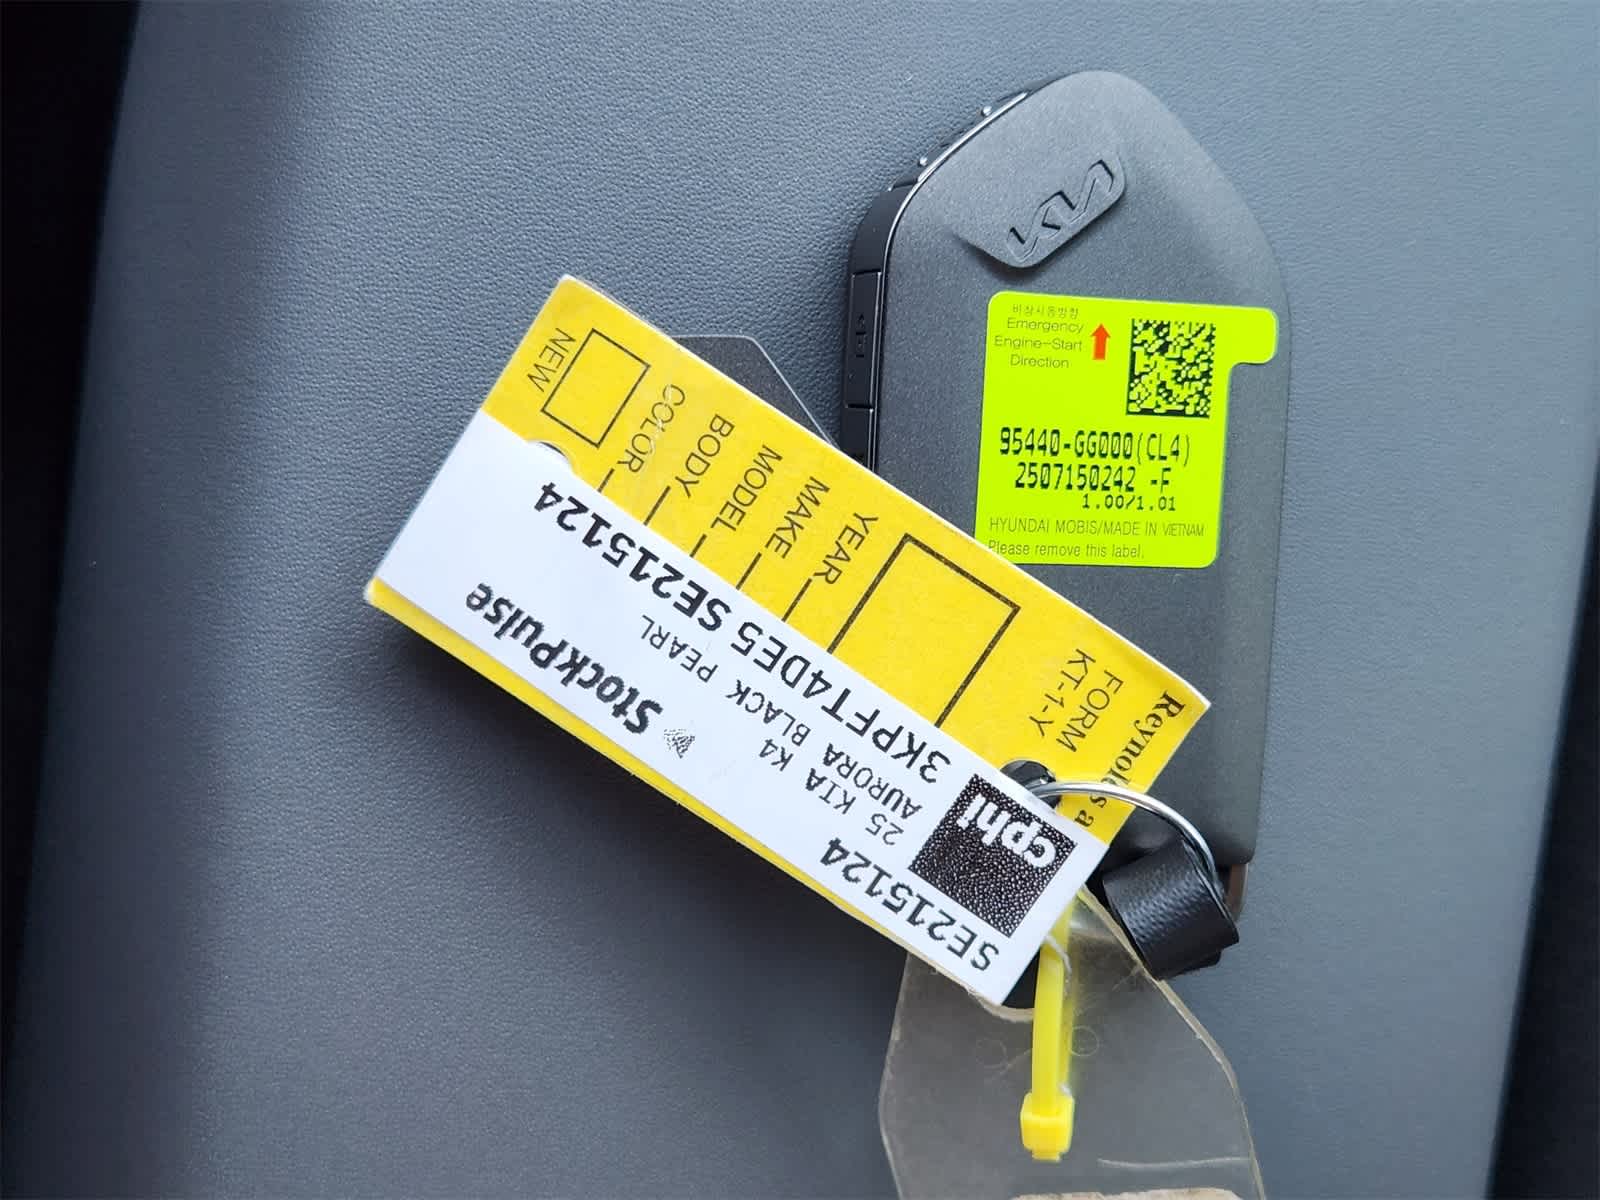 KIA
비상시동방향
Emergency
Engine-Start
Direction
95440-GG000(CL4)
2507150242 -F
1.00/1.01
HYUNDAI MOBIS/MADE IN VIETNAM
Please remove this label.
Reynolds a
FORM
KT-1-Y
YEAR
MAKE
MODEL
BODY
COLOR
NEW
SE215124
25 KIA K4
AURORA BLACK PEARL
3KPFT4DE5 SE215124
cphi
StockPulse